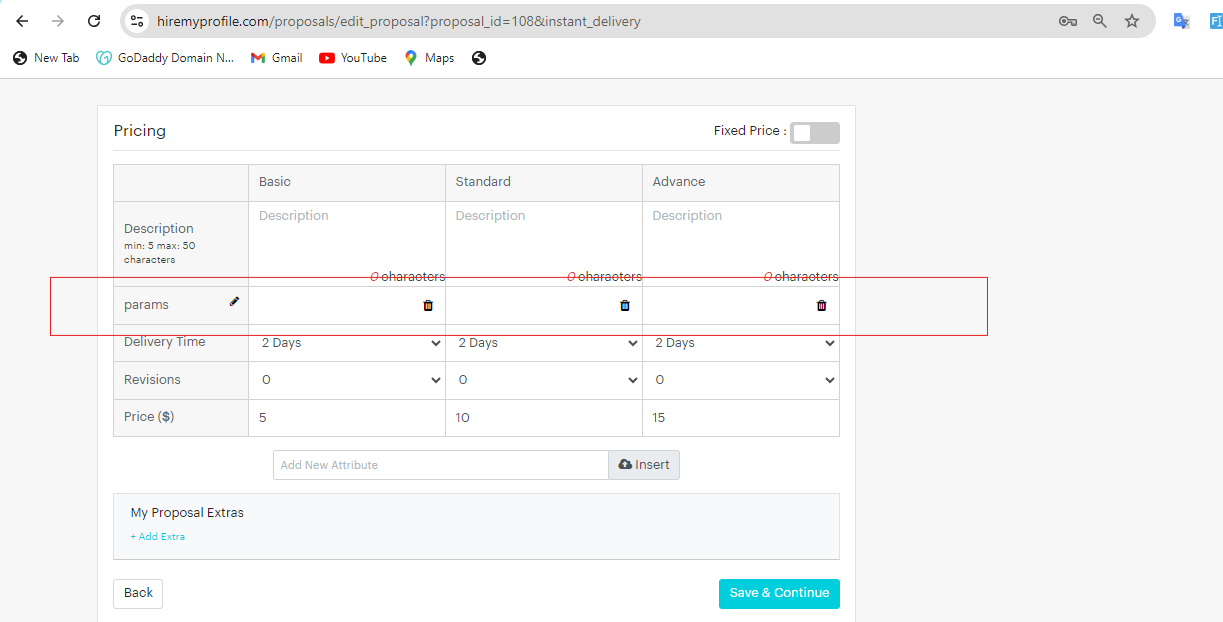 hiremyprofile.com/proposals/edit_proposal?proposal_id=108&instant_delivery
New Tab GoDaddy Domain N... Gmail YouTube Maps
Pricing Fixed Price :
Basic Standard Advance
Description Description Description
Description
min: 5 max: 50
characters
0 characters 0 characters 0 characters
params
Delivery Time 2 Days 2 Days 2 Days
Revisions 0 0 0
Price ($) 5 10 15
Add New Attribute Insert
My Proposal Extras
+ Add Extra
Back Save & Continue